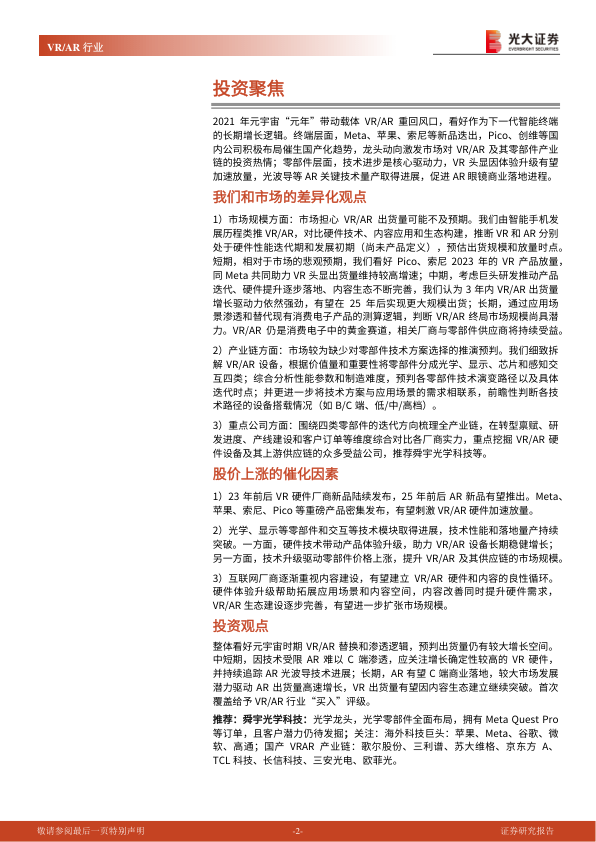 VR/AR 行业
光大证券
EVERBRIGHT SECURITIES
投资聚焦
2021 年元宇宙“元年”带动载体 VR/AR 重回风口，看好作为下一代智能终端
的长期增长逻辑。终端层面，Meta、苹果、索尼等新品迭出，Pico、创维等国
内公司积极布局催生国产化趋势，龙头动向激发市场对 VR/AR 及其零部件产业
链的投资热情；零部件层面，技术进步是核心驱动力，VR 头显因体验升级有望
加速放量，光波导等 AR 关键技术量产取得进展，促进 AR 眼镜商业落地进程。
我们和市场的差异化观点
1）市场规模方面：市场担心 VR/AR 出货量可能不及预期。我们由智能手机发
展历程类推 VR/AR，对比硬件技术、内容应用和生态构建，推断 VR 和 AR 分别
处于硬件性能迭代期和发展初期（尚未产品定义），预估出货规模和放量时点。
短期，相对于市场的悲观预期，我们看好 Pico、索尼 2023 年的 VR 产品放量，
同 Meta 共同助力 VR 头显出货量维持较高增速；中期，考虑巨头研发推动产品
迭代、硬件提升逐步落地、内容生态不断完善，我们认为 3 年内 VR/AR 出货量
增长驱动力依然强劲，有望在 25 年后实现更大规模出货；长期，通过应用场
景渗透和替代现有消费电子产品的测算逻辑，判断 VR/AR 终局市场规模尚具潜
力。VR/AR 仍是消费电子中的黄金赛道，相关厂商与零部件供应商将持续受益。
2）产业链方面：市场较为缺少对零部件技术方案选择的推演预判。我们细致拆
解 VR/AR 设备，根据价值量和重要性将零部件分成光学、显示、芯片和感知交
互四类；综合分析性能参数和制造难度，预判各零部件技术演变路径以及具体
迭代时点；并更进一步将技术方案与应用场景的需求相联系，前瞻性判断各技
术路径的设备搭载情况（如 B/C 端、低/中/高档）。
3）重点公司方面：围绕四类零部件的迭代方向梳理全产业链，在转型禀赋、研
发进度、产线建设和客户订单等维度综合对比各厂商实力，重点挖掘 VR/AR 硬
件设备及其上游供应链的众多受益公司，推荐舜宇光学科技等。
股价上涨的催化因素
1）23 年前后 VR 硬件厂商新品陆续发布，25 年前后 AR 新品有望推出。Meta、
苹果、索尼、Pico 等重磅产品密集发布，有望刺激 VR/AR 硬件加速放量。
2）光学、显示等零部件和交互等技术模块取得进展，技术性能和落地量产持续
突破。一方面，硬件技术带动产品体验升级，助力 VR/AR 设备长期稳健增长；
另一方面，技术升级驱动零部件价格上涨，提升 VR/AR 及其供应链的市场规模。
3）互联网厂商逐渐重视内容建设，有望建立 VR/AR 硬件和内容的良性循环。
硬件体验升级帮助拓展应用场景和内容空间，内容改善同时提升硬件需求，
VR/AR 生态建设逐步完善，有望进一步扩张市场规模。
投资观点
整体看好元宇宙时期 VR/AR 替换和渗透逻辑，预判出货量仍有较大增长空间。
中短期，因技术受限 AR 难以 C 端渗透，应关注增长确定性较高的 VR 硬件，
并持续追踪 AR 光波导技术进展；长期，AR 有望 C 端商业落地，较大市场发展
潜力驱动 AR 出货量高速增长，VR 出货量有望因内容生态建立继续突破。首次
覆盖给予 VR/AR 行业“买入”评级。
推荐：舜宇光学科技：光学龙头，光学零部件全面布局，拥有 Meta Quest Pro
等订单，且客户潜力仍待发掘；关注：海外科技巨头：苹果、Meta、谷歌、微
软、高通；国产 VRAR 产业链：歌尔股份、三利谱、苏大维格、京东方 A、
TCL 科技、长信科技、三安光电、欧菲光。
敬请参阅最后一页特别声明
-2-
证券研究报告